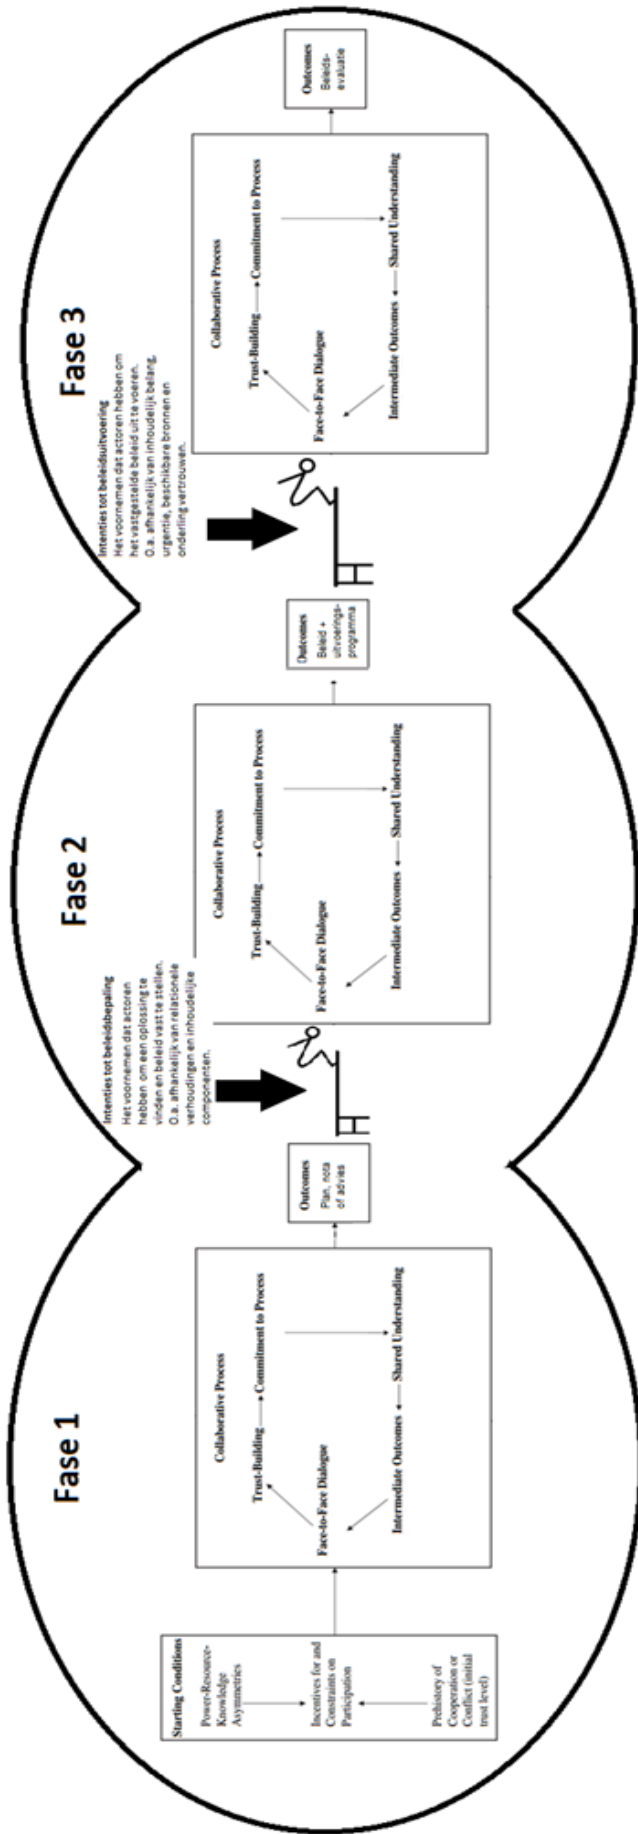 Fase 1
Starting Conditions
Power-Resource-
Knowledge
Asymmetries
Incentives for and
Constraints on
Participation
Prehistory of
Cooperation or
Conflict (initial
trust level)
Collaborative Process
Trust-Building
Commitment to Process
Face-to-Face Dialogue
Intermediate Outcomes
Shared Understanding
Outcomes
Plan, nota
of advies
Intenties tot beleidsbepaling
Het voornemen dat actoren
hebben om een oplossing te
vinden en beleid vast te stellen.
O.a. afhankelijk van relationele
verhoudingen en inhoudelijke
componenten.
Fase 2
Collaborative Process
Trust-Building
Commitment to Process
Face-to-Face Dialogue
Intermediate Outcomes
Shared Understanding
Outcomes
Beleid +
uitvoerings-
programma
Intenties tot beleidsuitvoering
Het voornemen dat actoren hebben om
het vastgestelde beleid uit te voeren.
O.a. afhankelijk van inhoudelijk belang,
urgentie, beschikbare bronnen en
onderling vertrouwen.
Fase 3
Collaborative Process
Trust-Building
Commitment to Process
Face-to-Face Dialogue
Intermediate Outcomes
Shared Understanding
Outcomes
Beleids-
evaluatie